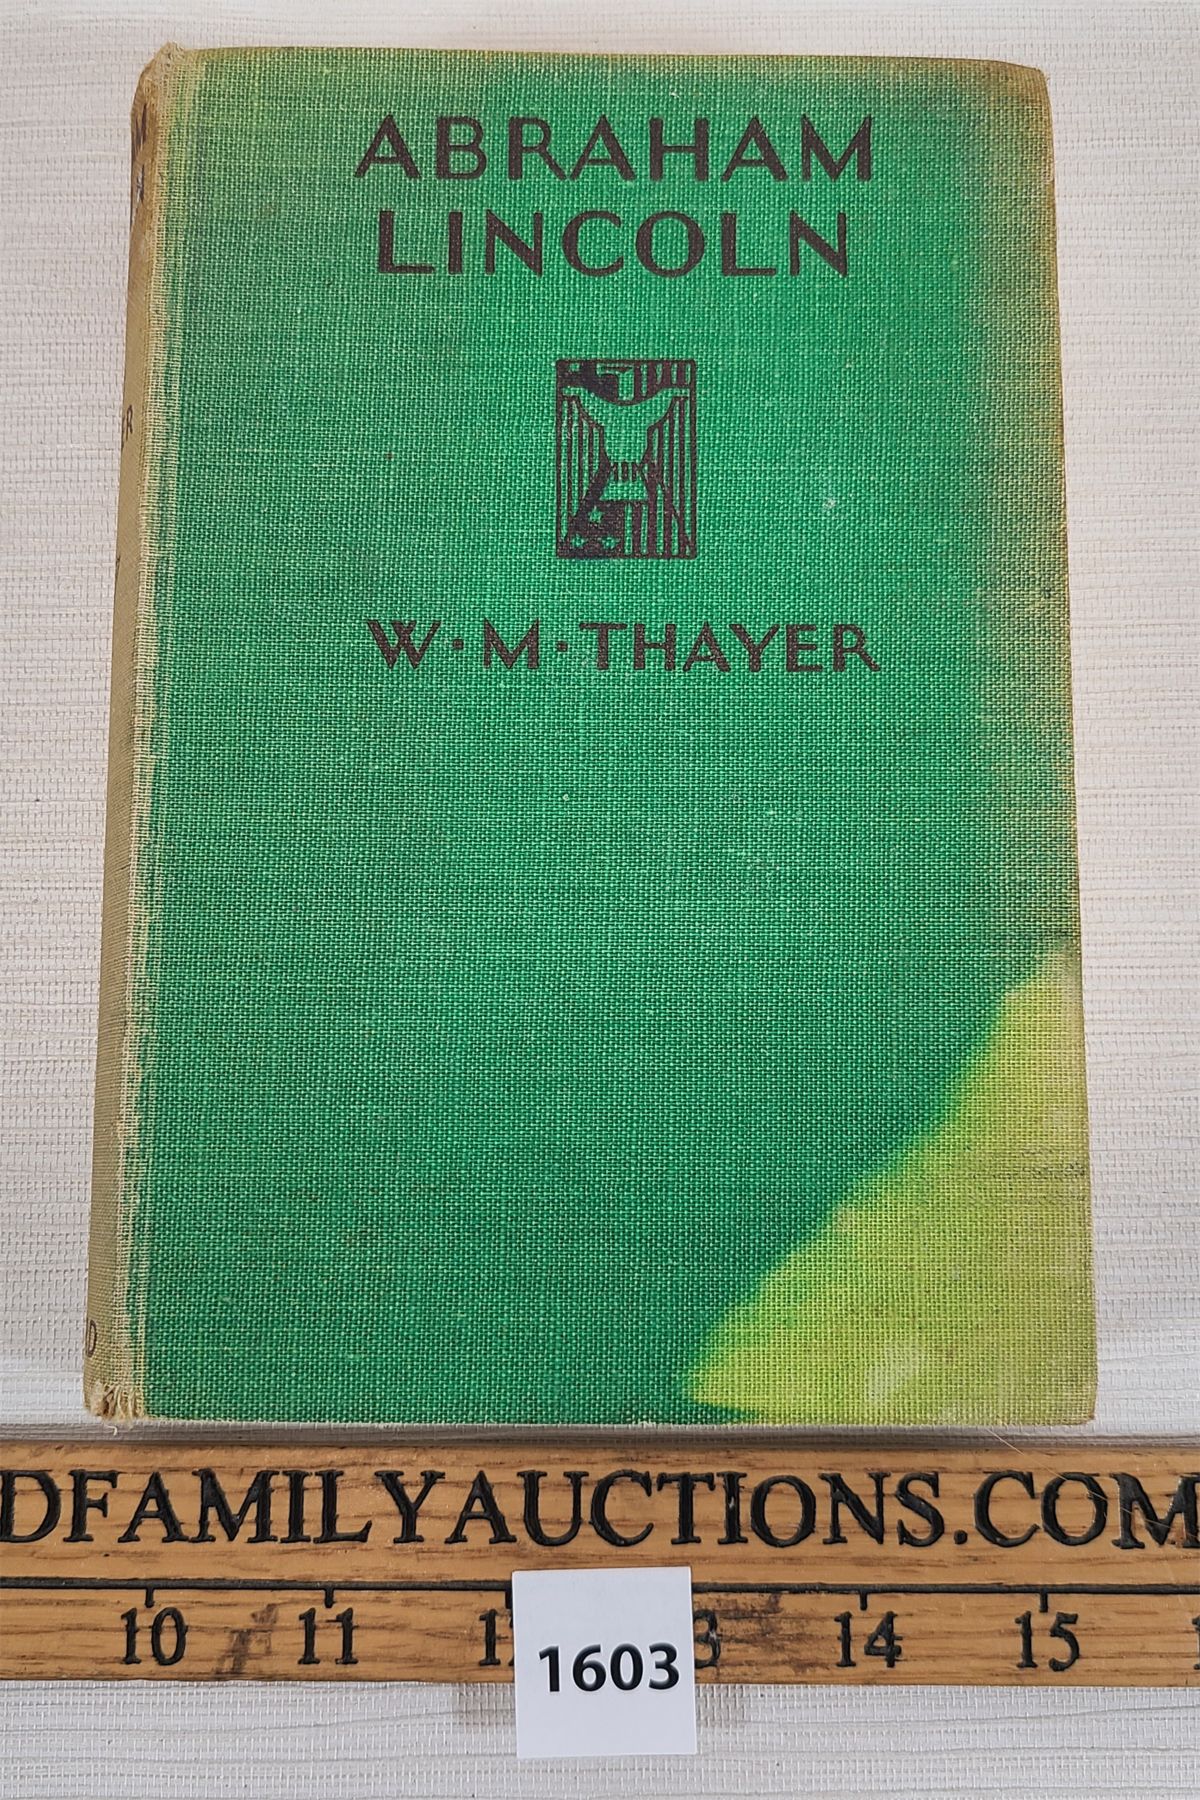 ABRAHAM
LINCOLN
W·M·THAYER
DFAMILYAUCTIONS.COM
10 11 14 15
1603